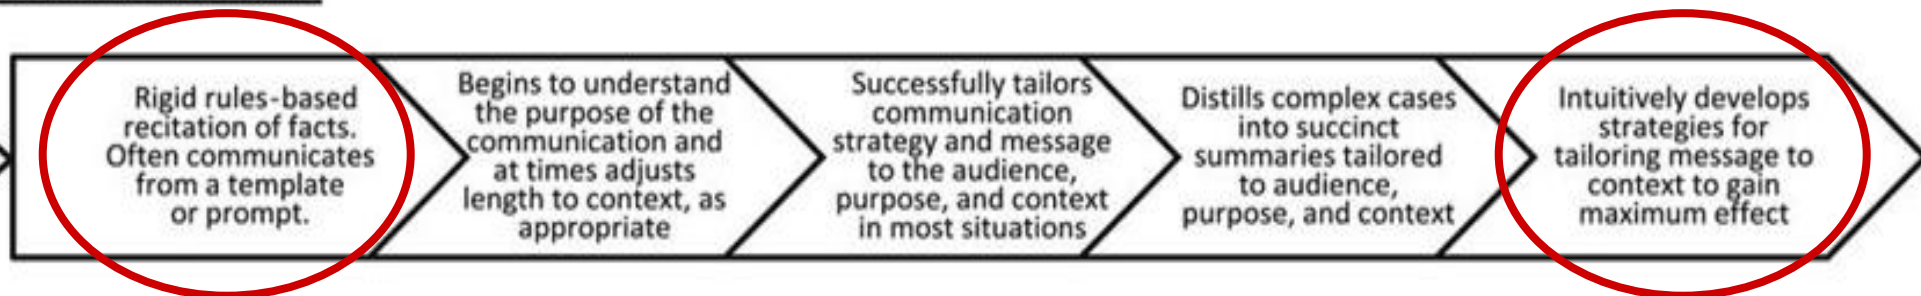 Rigid rules-based
recitation of facts.
Often communicates
from a template
or prompt.
Begins to understand
the purpose of the
communication and
at times adjusts
length to context, as
appropriate
Successfully tailors
communication
strategy and message
to the audience,
purpose, and context
in most situations
Distills complex cases
into succinct
summaries tailored
to audience,
purpose, and context
Intuitively develops
strategies for
tailoring message to
context to gain
maximum effect